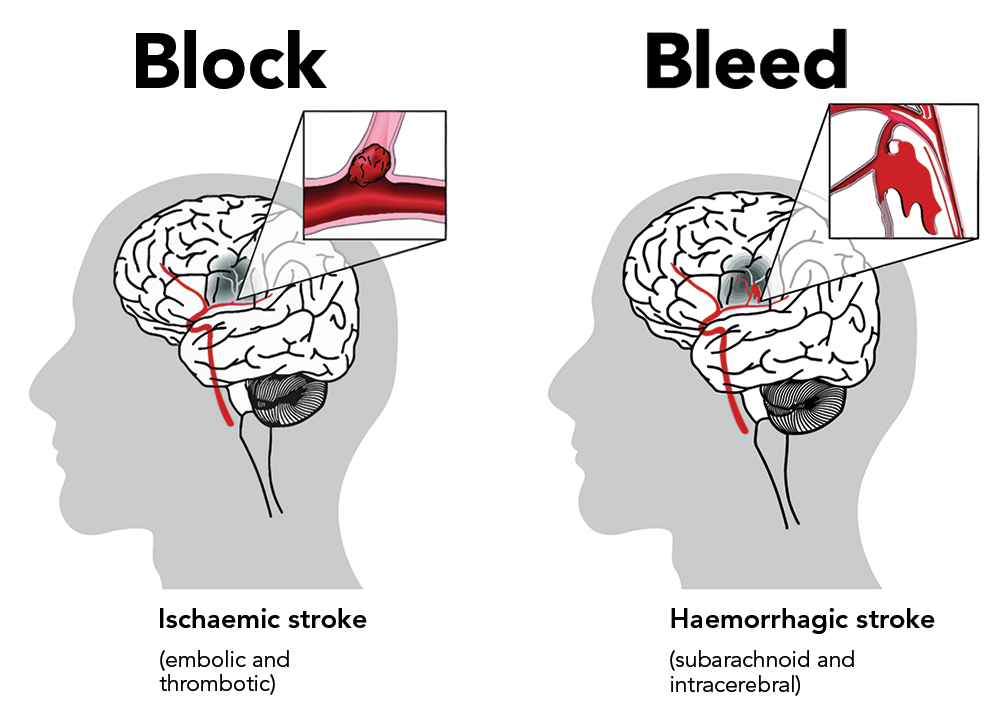 Block
Bleed
Ischaemic stroke
(embolic and
thrombotic)
Haemorrhagic stroke
(subarachnoid and
intracerebral)